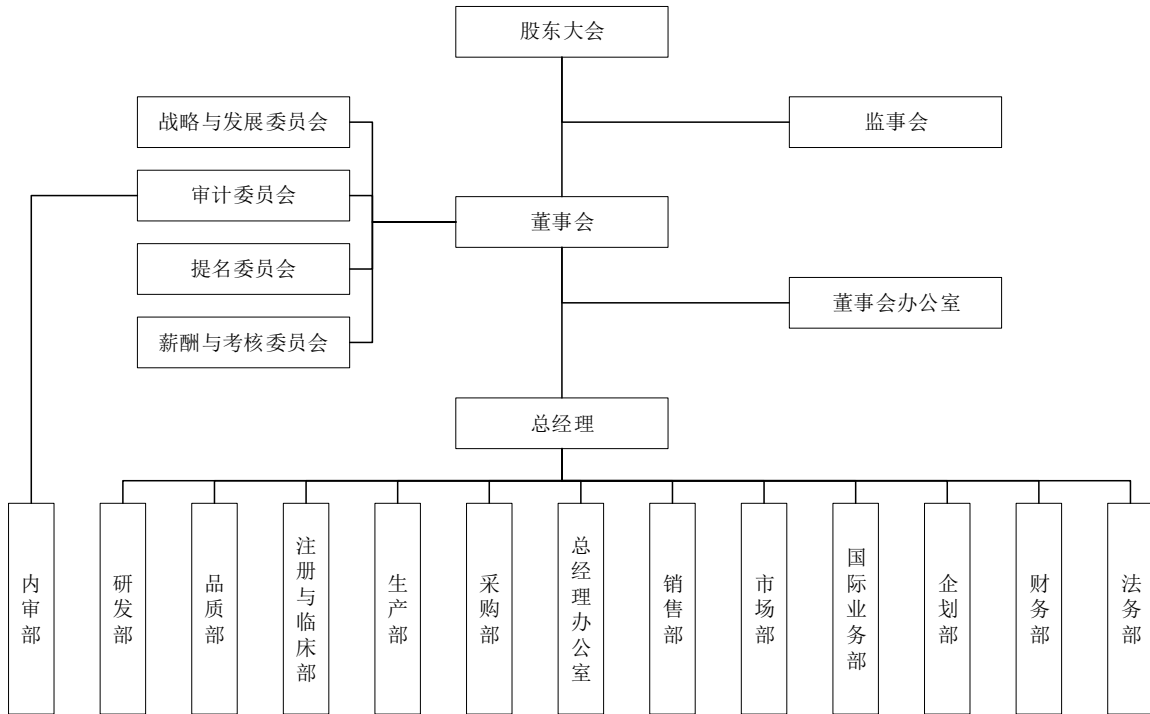 股东大会
战略与发展委员会
监事会
审计委员会
董事会
提名委员会
董事会办公室
薪酬与考核委员会
总经理
内审部
研发部
品质部
注册与临床部
生产部
采购部
总经理办公室
销售部
市场部
国际业务部
企划部
财务部
法务部